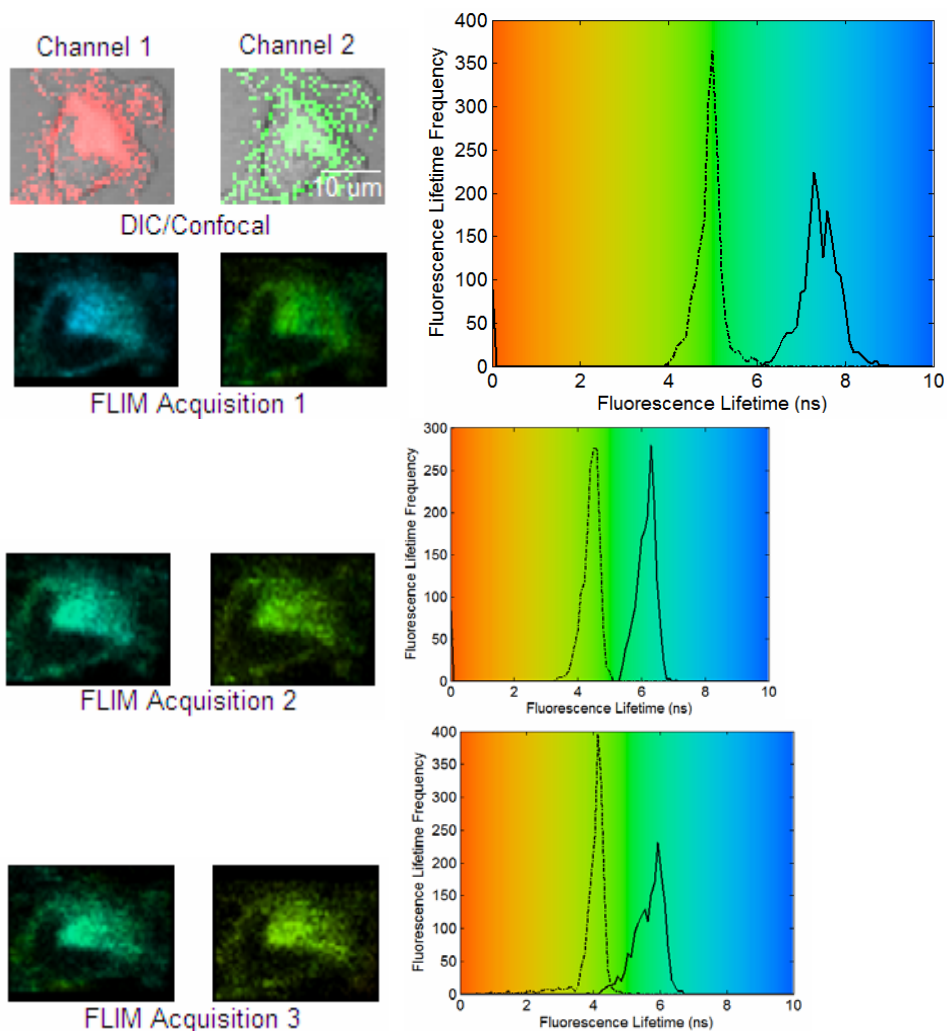 Channel 1
Channel 2
10 um
DIC/Confocal
FLIM Acquisition 1
400
350
300
250
200
150
100
50
0
Fluorescence Lifetime Frequency
0 2 4 6 8 10
Fluorescence Lifetime (ns)
FLIM Acquisition 2
300
250
200
150
100
50
0
Fluorescence Lifetime Frequency
0 2 4 6 8 10
Fluorescence Lifetime (ns)
FLIM Acquisition 3
400
350
300
250
200
150
100
50
0
Fluorescence Lifetime Frequency
0 2 4 6 8 10
Fluorescence Lifetime (ns)